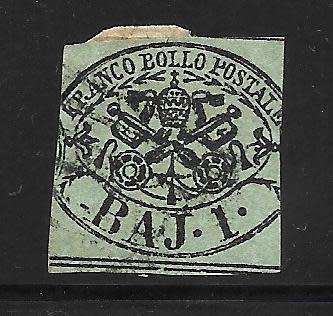 FRANCO BOLLO POSTALE
BAJ. 1.